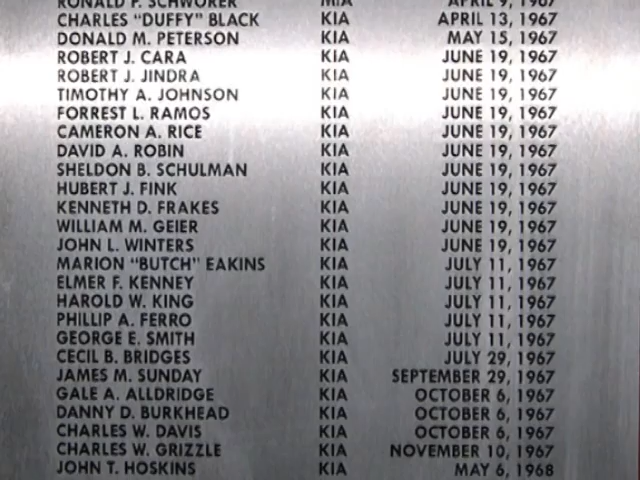 RONALD P. SCHWORER MIA APRIL 9, 1967
CHARLES "DUFFY" BLACK KIA APRIL 13, 1967
DONALD M. PETERSON KIA MAY 15, 1967
ROBERT J. CARA KIA JUNE 19, 1967
ROBERT J. JINDRA KIA JUNE 19, 1967
TIMOTHY A. JOHNSON KIA JUNE 19, 1967
FORREST L. RAMOS KIA JUNE 19, 1967
CAMERON A. RICE KIA JUNE 19, 1967
DAVID A. ROBIN KIA JUNE 19, 1967
SHELDON B. SCHULMAN KIA JUNE 19, 1967
HUBERT J. FINK KIA JUNE 19, 1967
KENNETH D. FRAKES KIA JUNE 19, 1967
WILLIAM M. GEIER KIA JUNE 19, 1967
JOHN L. WINTERS KIA JUNE 19, 1967
MARION "BUTCH" EAKINS KIA JULY 11, 1967
ELMER F. KENNEY KIA JULY 11, 1967
HAROLD W. KING KIA JULY 11, 1967
PHILLIP A. FERRO KIA JULY 11, 1967
GEORGE E. SMITH KIA JULY 11, 1967
CECIL B. BRIDGES KIA JULY 29, 1967
JAMES M. SUNDAY KIA SEPTEMBER 29, 1967
GALE A. ALLDRIDGE KIA OCTOBER 6, 1967
DANNY D. BURKHEAD KIA OCTOBER 6, 1967
CHARLES W. DAVIS KIA OCTOBER 6, 1967
CHARLES W. GRIZZLE KIA NOVEMBER 10, 1967
JOHN T. HOSKINS KIA MAY 6, 1968